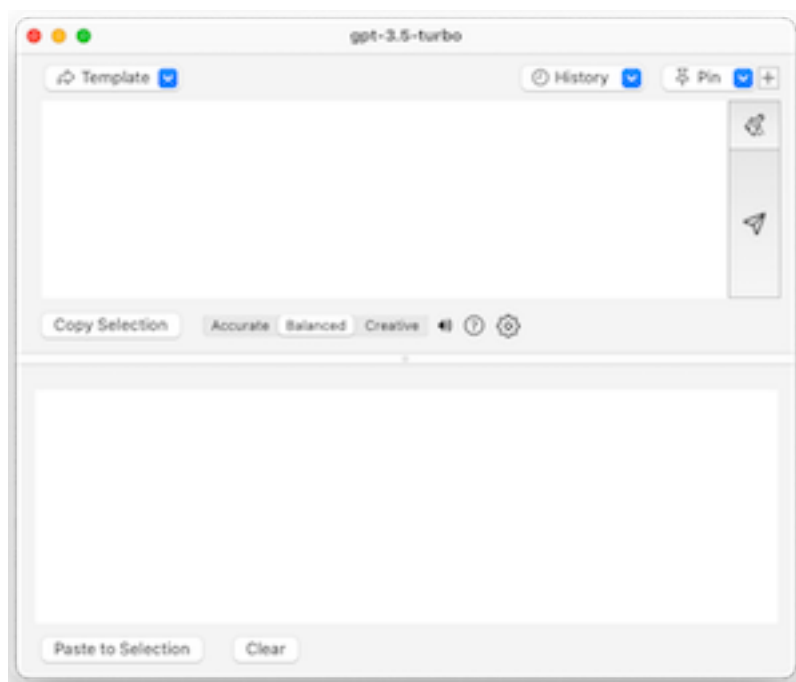 gpt-3.5-turbo
Template History Pin
Copy Selection Accurate Balanced Creative
Paste to Selection Clear